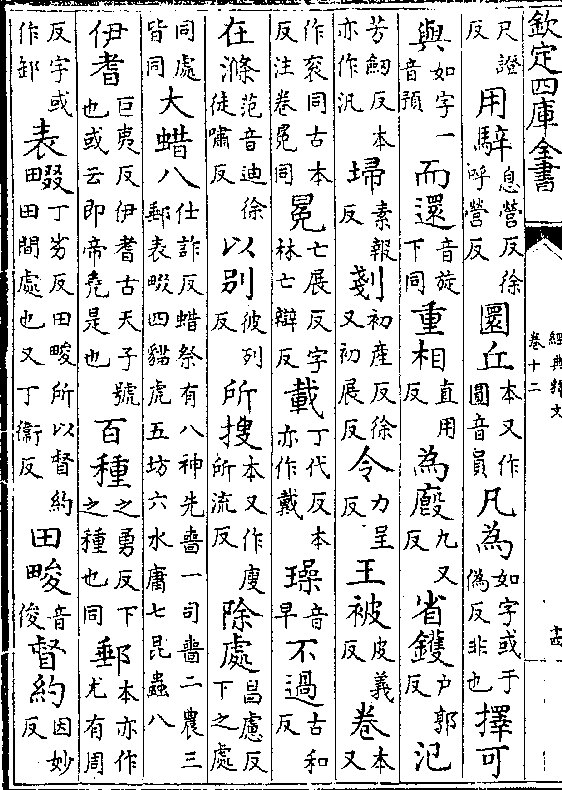 欽定四庫全書
經典釋文
卷十二
十四
尺證反用騂息營反徐呼營反圜丘本又作圓音員凡為如字或于偽反非也擇可
與如字一音預而還音旋下同重相直用反為廏九又反省鑊户郭反氾
芳劒反本亦作汎埽素報反剗初產反徐又初展反令力呈反王被皮義反卷本又
作衮同古本反注卷冕同冕亡展反字林亡辯反載丁代反本亦作戴璪音早不過古和反
在滌范音迪徐徒嘯反以别彼列反所搜本又作廋所流反除處昌慮反下之處
同處皆同大蜡八仕詐反蜡祭有八神先嗇一司嗇二農三郵表畷四貓虎五坊六水庸七昆蟲八
伊耆巨夷反伊耆古天子號也或云即帝堯是也百種之勇反下之種也同郵本亦作尤有周
反字或作卸表畷丁劣反田畯所以督約田田間處也又丁衛反田畯音俊督約因妙反